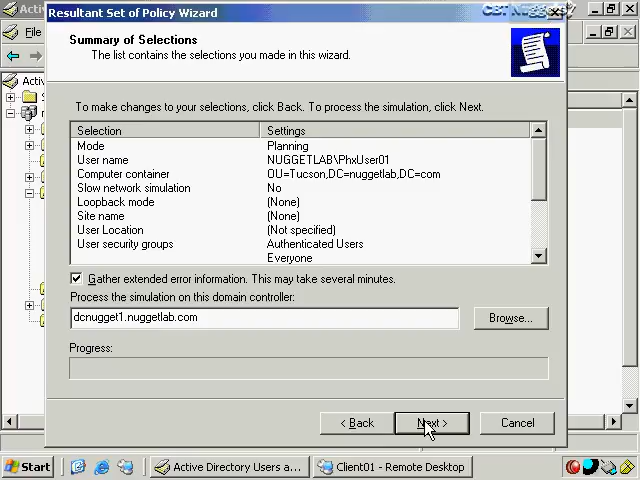 Activ
Resultant Set of Policy Wizard
CBT Nuggets
File
Summary of Selections
The list contains the selections you made in this wizard.
Activ
To make changes to your selections, click Back. To process the simulation, click Next.
Selection Settings
Mode Planning
User name NUGGETLAB\PhxUser01
Computer container OU=Tucson,DC=nuggetlab,DC=com
Slow network simulation No
Loopback mode (None)
Site name (None)
User Location (Not specified)
User security groups Authenticated Users
Everyone
Gather extended error information. This may take several minutes.
Process the simulation on this domain controller:
dcnugget1.nuggetlab.com Browse...
Progress:
< Back Next > Cancel
Start Active Directory Users a... Client01 - Remote Desktop